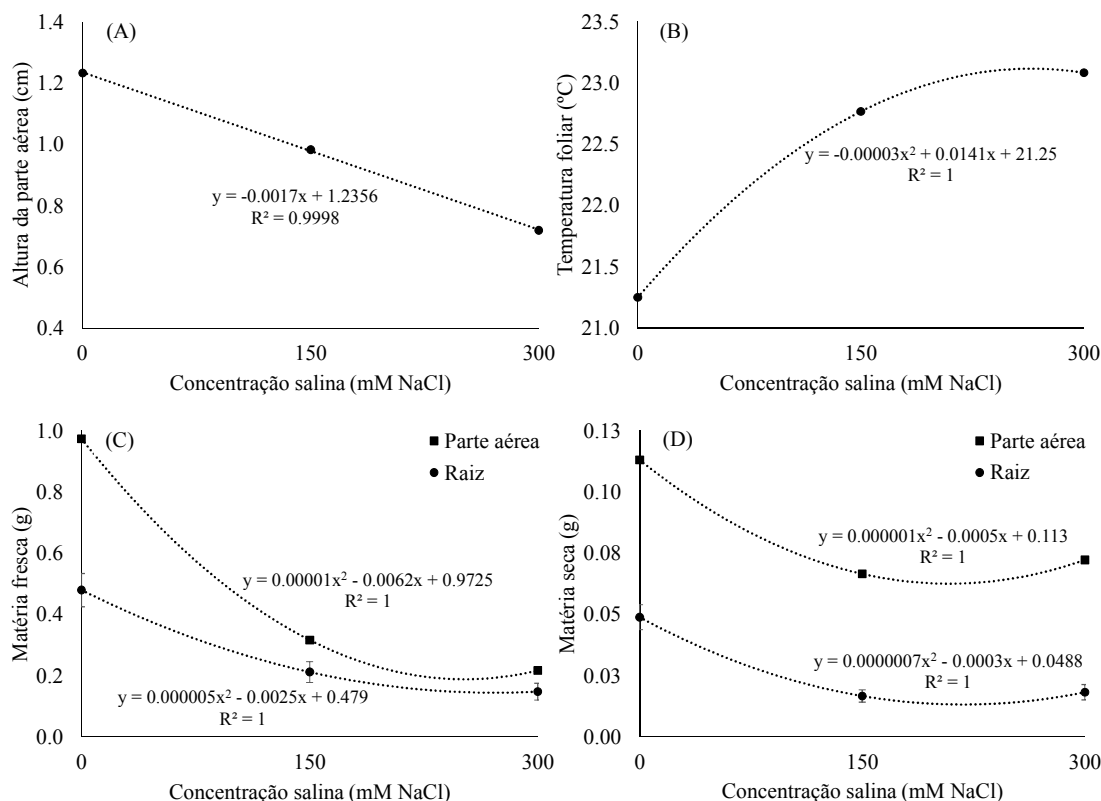 (A)
Altura da parte aérea (cm)
1.4
1.2
1.0
0.8
0.6
0.4
y = -0.0017x + 1.2356
R² = 0.9998
0
150
300
Concentração salina (mM NaCl)
(B)
Temperatura foliar (ºC)
23.5
23.0
22.5
22.0
21.5
21.0
y = -0.00003x² + 0.0141x + 21.25
R² = 1
0
150
300
Concentração salina (mM NaCl)
(C)
Parte aérea
Raiz
Matéria fresca (g)
1.0
0.8
0.6
0.4
0.2
0.0
y = 0.00001x² - 0.0062x + 0.9725
R² = 1
y = 0.000005x² - 0.0025x + 0.479
R² = 1
0
150
300
Concentração salina (mM NaCl)
(D)
Parte aérea
Raiz
Matéria seca (g)
0.13
0.10
0.08
0.05
0.03
0.00
y = 0.000001x² - 0.0005x + 0.113
R² = 1
y = 0.0000007x² - 0.0003x + 0.0488
R² = 1
0
150
300
Concentração salina (mM NaCl)